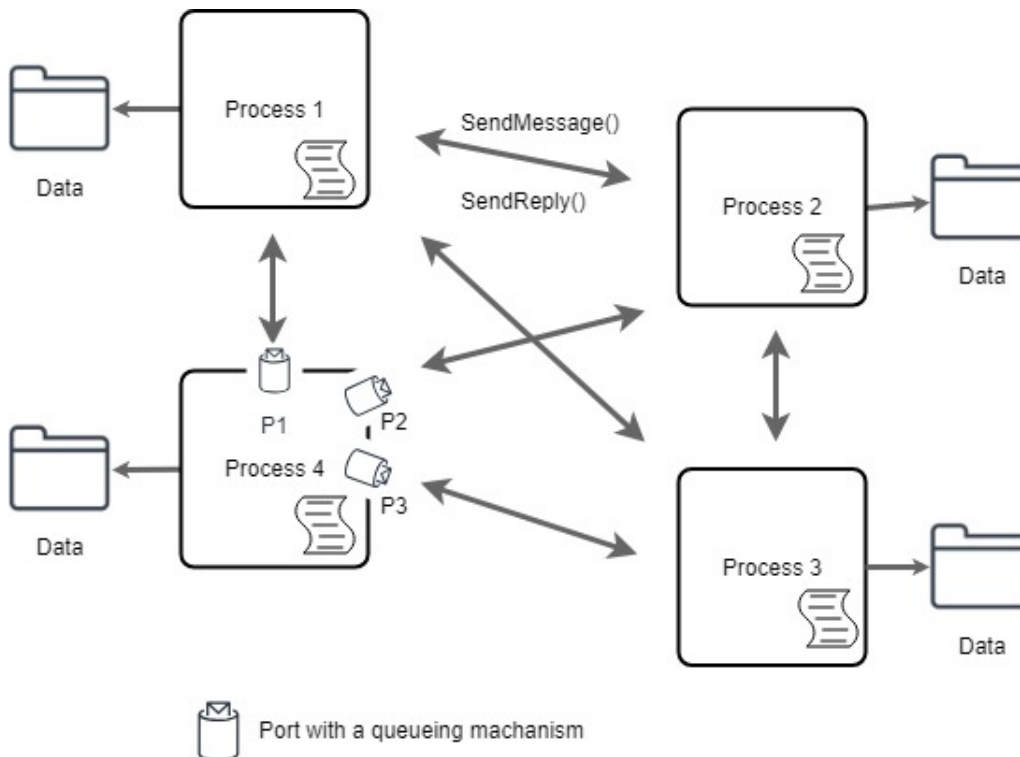 Process 1
Data
SendMessage()
SendReply()
Process 2
Data
P1
P2
Process 4
P3
Data
Process 3
Data
Port with a queueing machanism